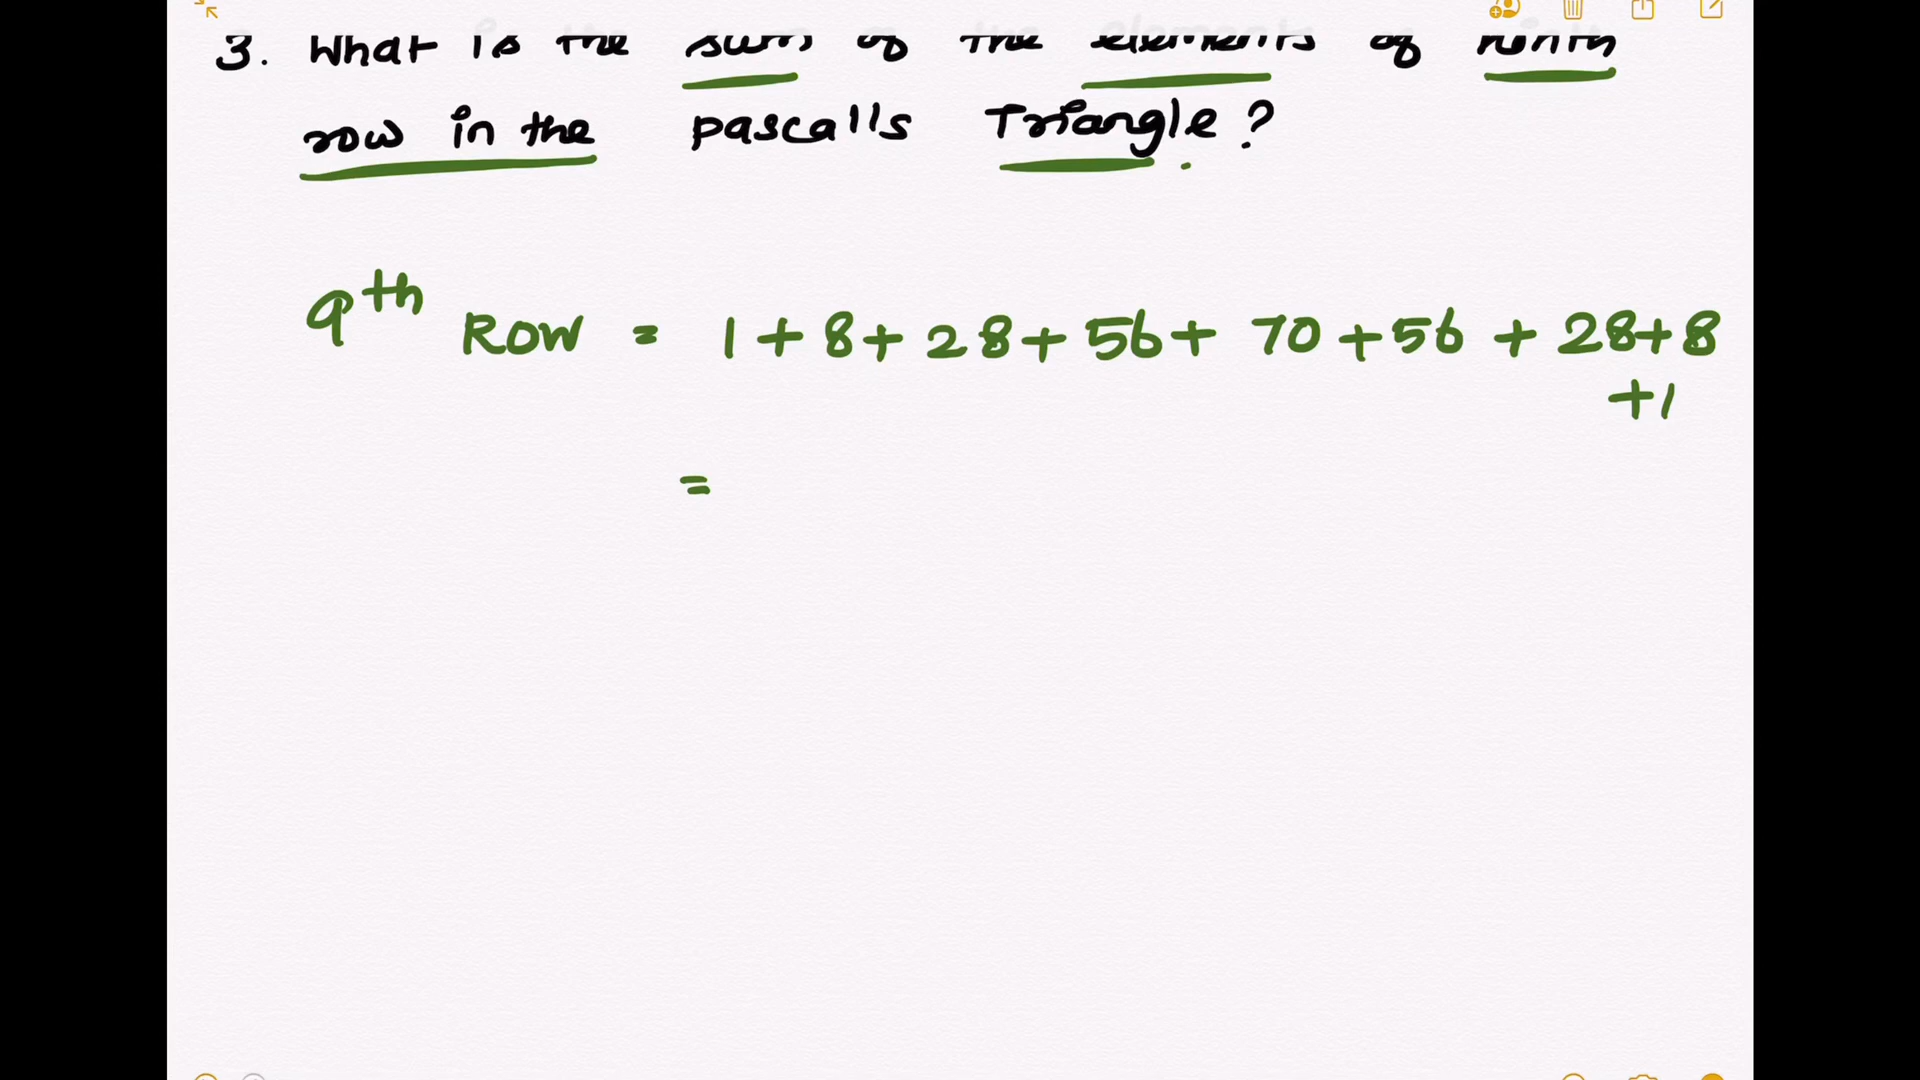 3. What is the sum of the elements of ninth
row in the pascalls Triangle ?
9th Row = 1 + 8 + 28 + 56 + 70 + 56 + 28 + 8
+1
=